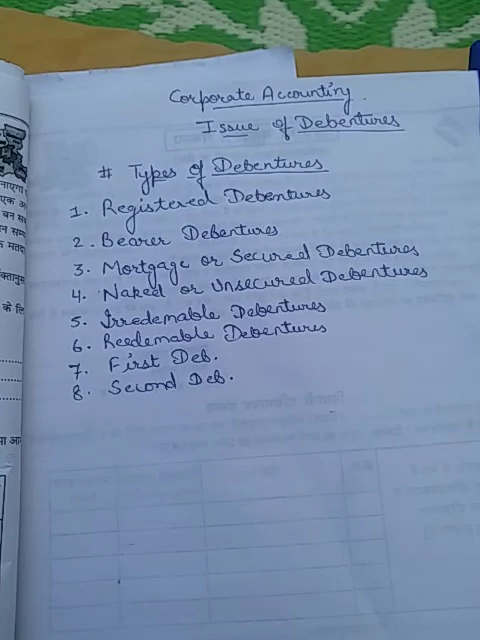 Corporate Accounting
Issue of Debentures
# Types of Debentures
1. Registered Debentures
2. Bearer Debentures
3. Mortgage or Secured Debentures
4. Naked or Unsecured Debentures
5. Irredemable Debentures
6. Reedemable Debentures
7. First Deb.
8. Second Deb.